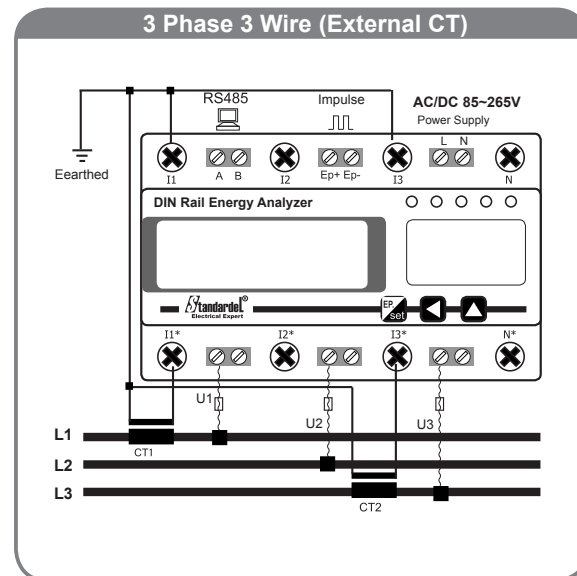 3 Phase 3 Wire (External CT)
RS485
Impulse
AC/DC 85~265V
Power Supply
L N
Eearthed
I1
A B
I2
Ep+ Ep-
I3
N
DIN Rail Energy Analyzer
Standardel®
Electrical Expert
EP
set
I1*
I2*
I3*
N*
U1
U2
U3
L1
CT1
L2
L3
CT2